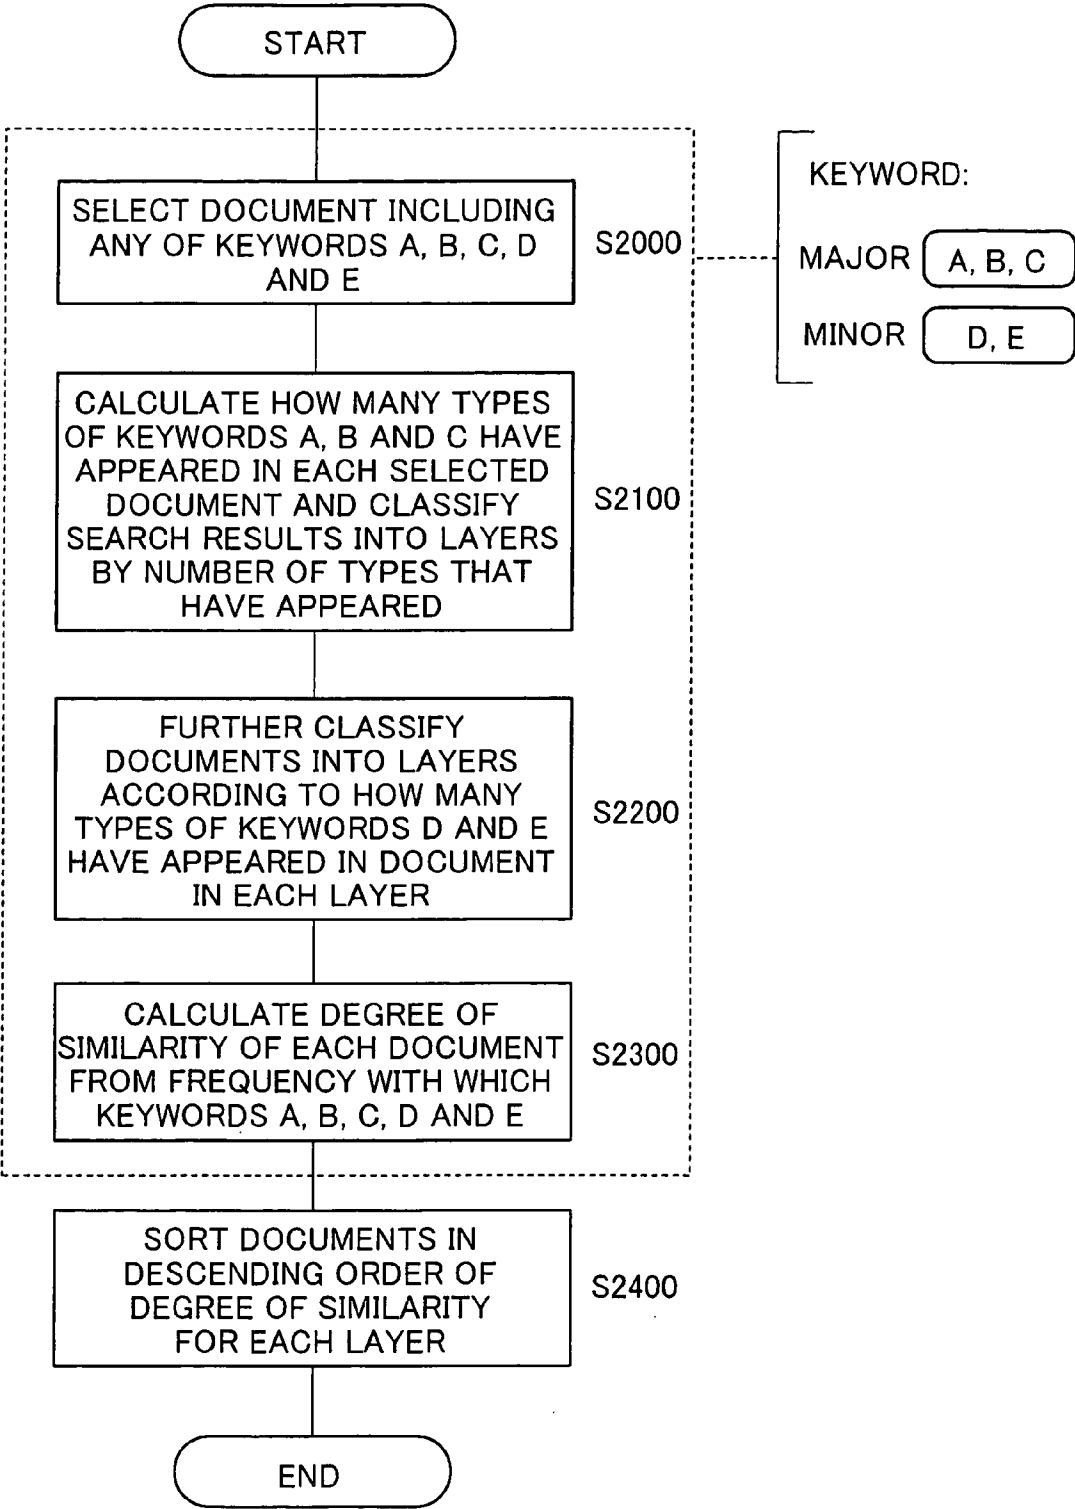 START
SELECT DOCUMENT INCLUDING
ANY OF KEYWORDS A, B, C, D
AND E
S2000
KEYWORD:
MAJOR
A, B, C
MINOR
D, E
CALCULATE HOW MANY TYPES
OF KEYWORDS A, B AND C HAVE
APPEARED IN EACH SELECTED
DOCUMENT AND CLASSIFY
SEARCH RESULTS INTO LAYERS
BY NUMBER OF TYPES THAT
HAVE APPEARED
S2100
FURTHER CLASSIFY
DOCUMENTS INTO LAYERS
ACCORDING TO HOW MANY
TYPES OF KEYWORDS D AND E
HAVE APPEARED IN DOCUMENT
IN EACH LAYER
S2200
CALCULATE DEGREE OF
SIMILARITY OF EACH DOCUMENT
FROM FREQUENCY WITH WHICH
KEYWORDS A, B, C, D AND E
S2300
SORT DOCUMENTS IN
DESCENDING ORDER OF
DEGREE OF SIMILARITY
FOR EACH LAYER
S2400
END